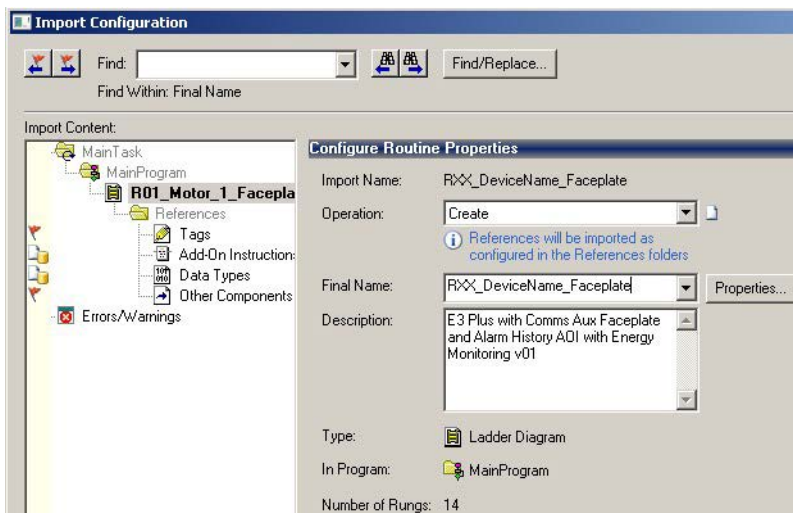 Import Configuration
Find:
Find/Replace...
Find Within: Final Name
Import Content:
MainTask
MainProgram
R01_Motor_1_Facepla
References
Tags
Add-On Instruction:
Data Types
Other Components
Errors/Warnings
Configure Routine Properties
Import Name: RXX_DeviceName_Faceplate
Operation: Create
References will be imported as
configured in the References folders
Final Name: RXX_DeviceName_Faceplate Properties...
Description: E3 Plus with Comms Aux Faceplate
and Alarm History AOI with Energy
Monitoring v01
Type: Ladder Diagram
In Program: MainProgram
Number of Rungs: 14